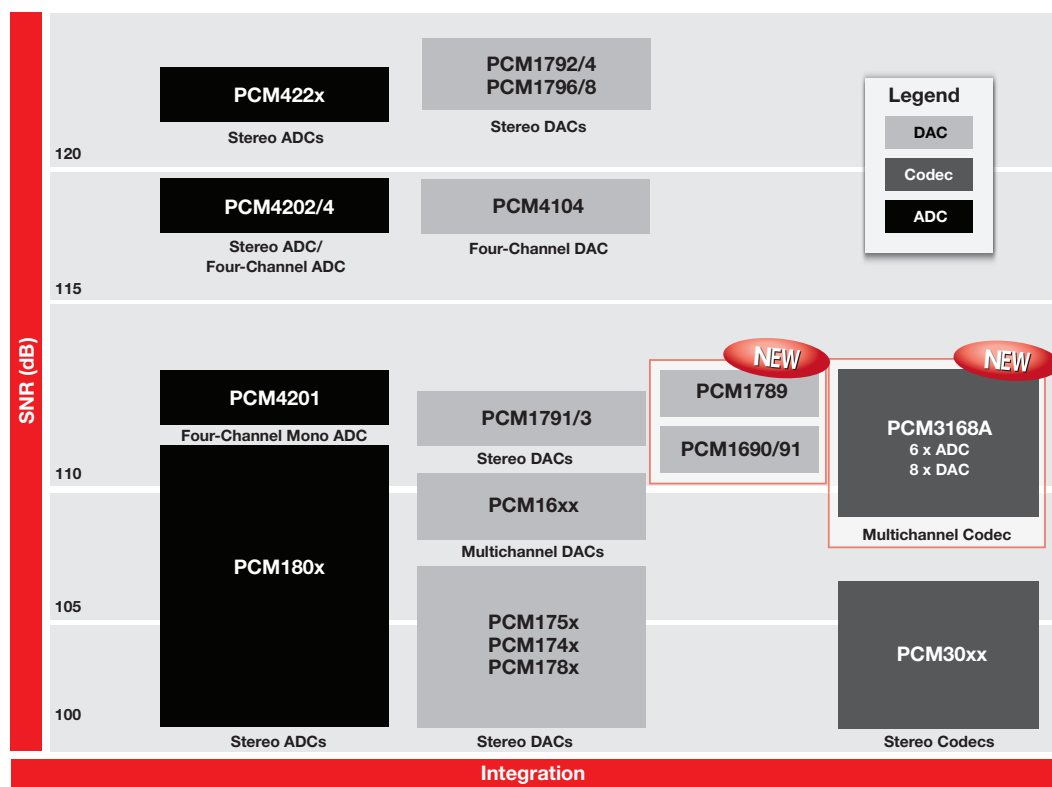 PCM422x
Stereo ADCs
PCM1792/4
PCM1796/8
Stereo DACs
Legend
DAC
Codec
ADC
120
PCM4202/4
Stereo ADC/
Four-Channel ADC
PCM4104
Four-Channel DAC
115
SNR (dB)
NEW
NEW
PCM4201
Four-Channel Mono ADC
PCM1791/3
Stereo DACs
PCM1789
PCM1690/91
PCM3168A
6 x ADC
8 x DAC
Multichannel Codec
110
PCM16xx
Multichannel DACs
PCM180x
Stereo ADCs
105
PCM175x
PCM174x
PCM178x
Stereo DACs
PCM30xx
Stereo Codecs
100
Integration